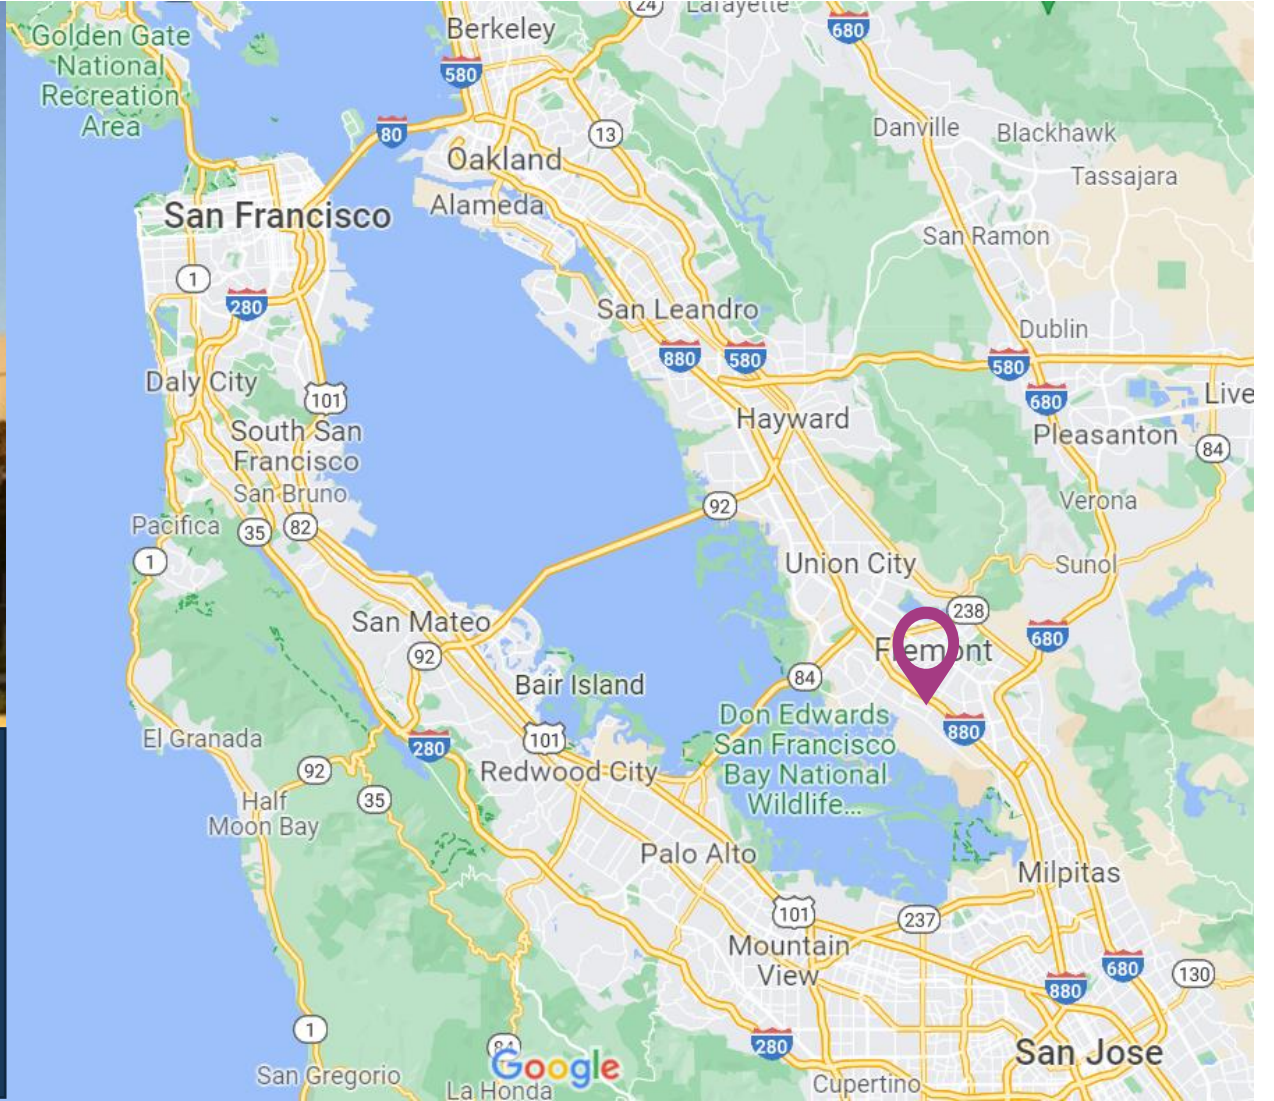 Golden Gate
National
Recreation
Area
Berkeley
24
Lafayette
680
580
80
13
Danville
Blackhawk
Tassajara
Oakland
Alameda
San Francisco
San Ramon
1
280
San Leandro
Dublin
880
580
580
680
Live
Daly City
101
Hayward
Pleasanton
84
South San
Francisco
San Bruno
92
Verona
Pacifica
35
82
1
Union City
Sunol
238
San Mateo
680
92
Fremont
84
Bair Island
Don Edwards
San Francisco
Bay National
Wildlife...
880
El Granada
280
101
92
Redwood City
35
Half
Moon Bay
Palo Alto
Milpitas
101
237
Mountain
View
680
130
880
1
280
84
Google
San Jose
San Gregorio
La Honda
Cupertino